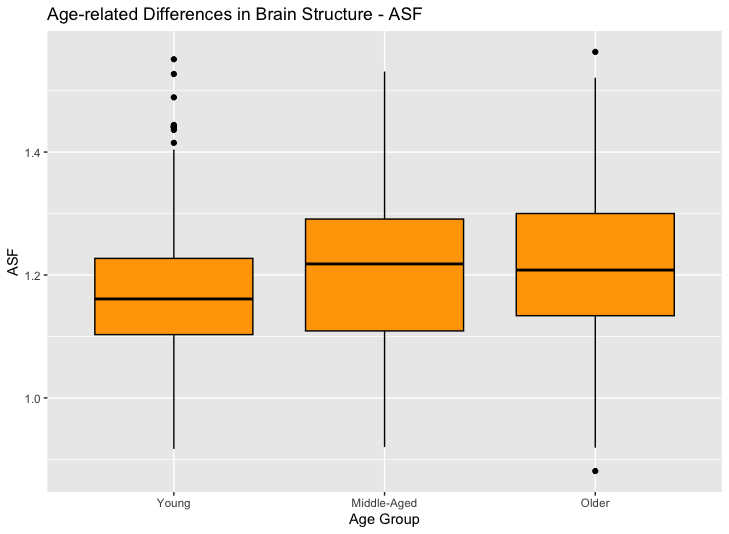 Age-related Differences in Brain Structure - ASF
ASF
1.4
1.2
1.0
Young Middle-Aged Older
Age Group